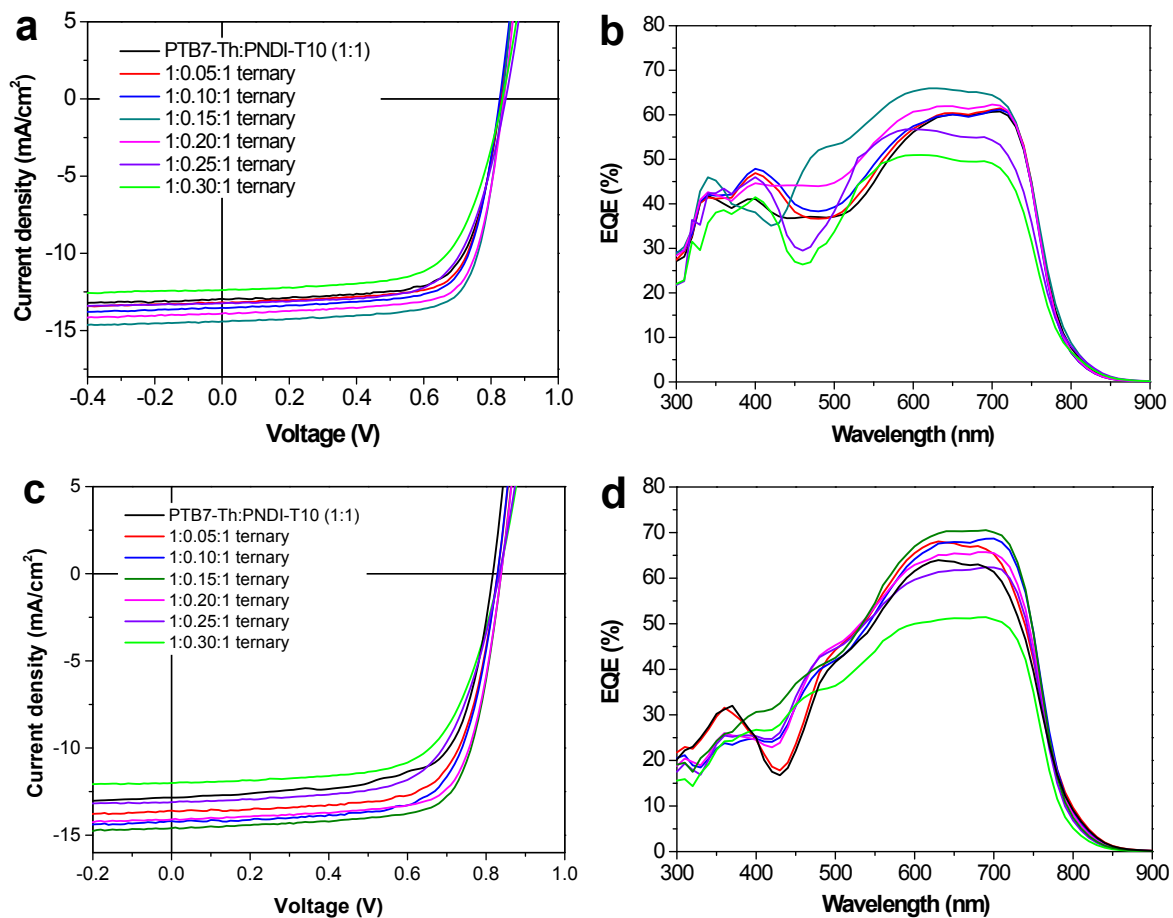 a
5
0
-5
-10
-15
-0.4
-0.2
0.0
0.2
0.4
0.6
0.8
1.0
Voltage (V)
Current density (mA/cm²)
PTB7-Th:PNDI-T10 (1:1)
1:0.05:1 ternary
1:0.10:1 ternary
1:0.15:1 ternary
1:0.20:1 ternary
1:0.25:1 ternary
1:0.30:1 ternary
b
80
70
60
50
40
30
20
10
0
300
400
500
600
700
800
900
Wavelength (nm)
EQE (%)
c
5
0
-5
-10
-15
-0.2
0.0
0.2
0.4
0.6
0.8
1.0
Voltage (V)
Current density (mA/cm²)
PTB7-Th:PNDI-T10 (1:1)
1:0.05:1 ternary
1:0.10:1 ternary
1:0.15:1 ternary
1:0.20:1 ternary
1:0.25:1 ternary
1:0.30:1 ternary
d
80
70
60
50
40
30
20
10
0
300
400
500
600
700
800
900
Wavelength (nm)
EQE (%)